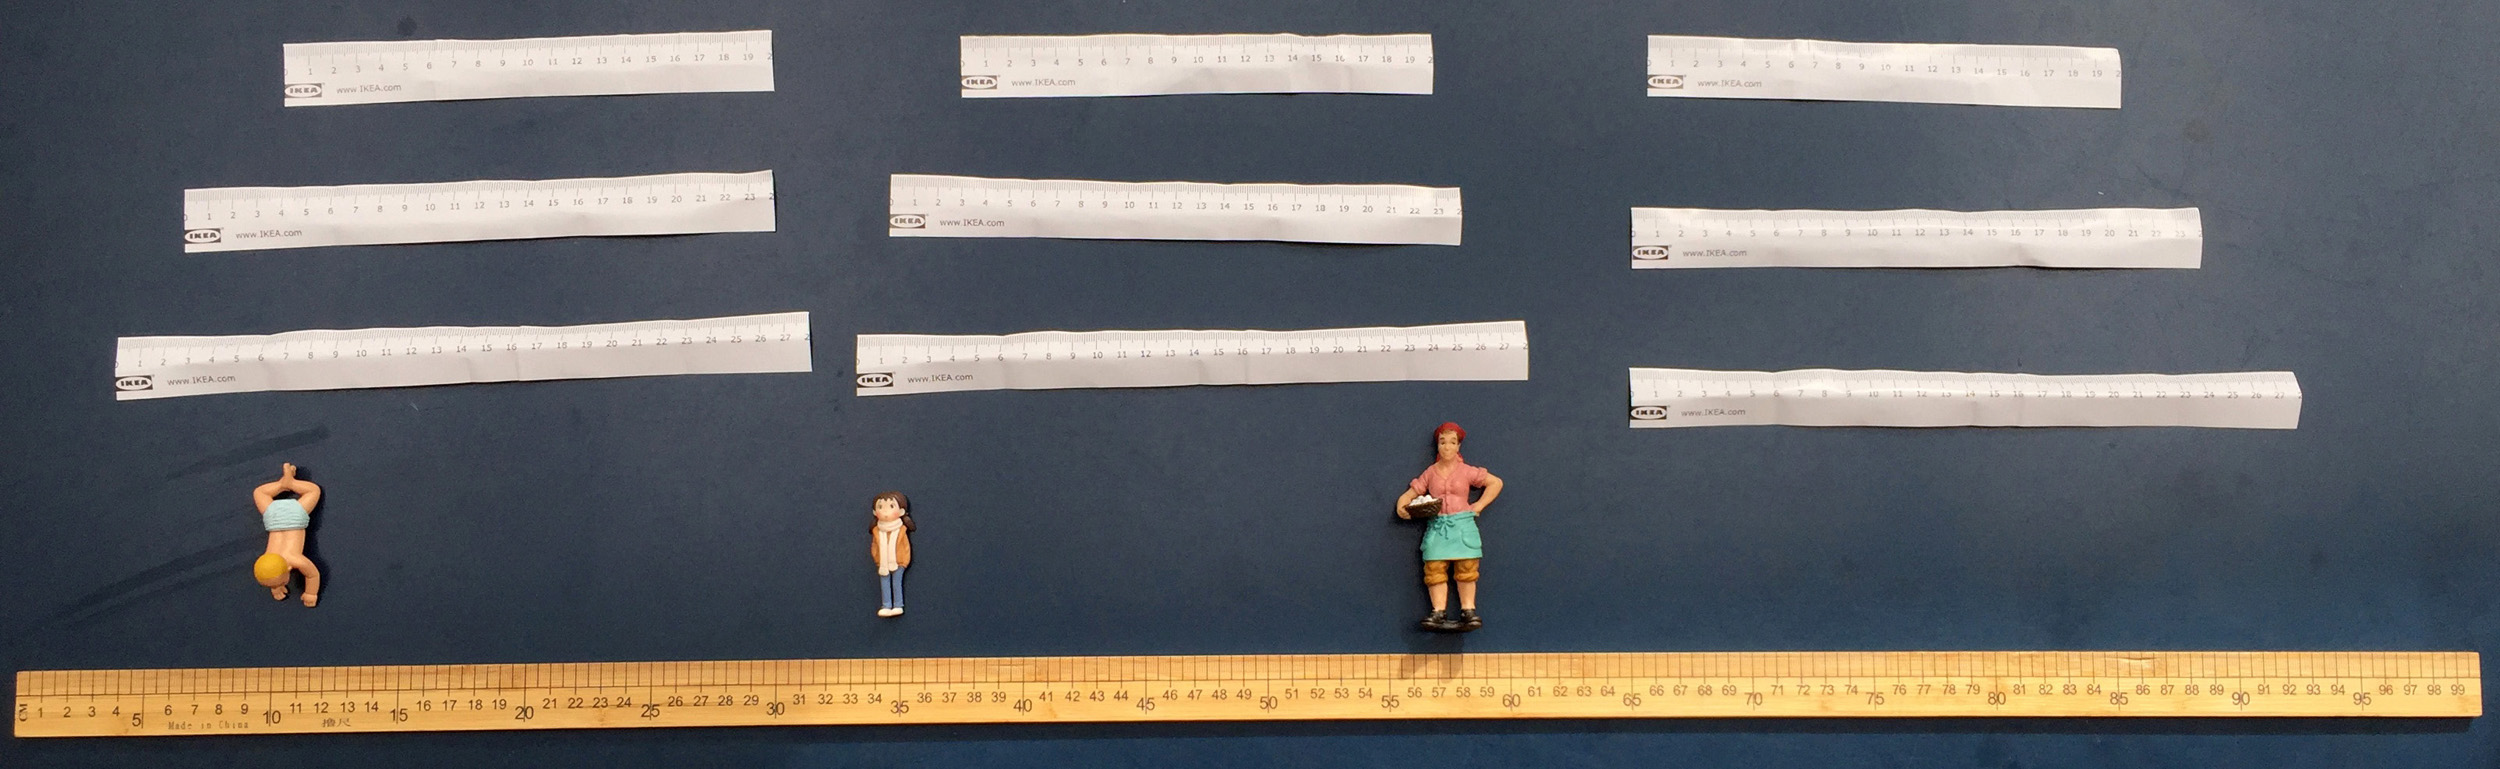 1 2 3 4 5 6 7 8 9 10 11 12 13 14 15 16 17 18 19
IKEA www.IKEA.com
1 2 3 4 5 6 7 8 9 10 11 12 13 14 15 16 17 18 19
IKEA www.IKEA.com
1 2 3 4 5 6 7 8 9 10 11 12 13 14 15 16 17 18 19
IKEA www.IKEA.com
1 2 3 4 5 6 7 8 9 10 11 12 13 14 15 16 17 18 19 20 21 22 23
IKEA www.IKEA.com
1 2 3 4 5 6 7 8 9 10 11 12 13 14 15 16 17 18 19 20 21 22 23
IKEA www.IKEA.com
1 2 3 4 5 6 7 8 9 10 11 12 13 14 15 16 17 18 19 20 21 22 23
IKEA www.IKEA.com
1 2 3 4 5 6 7 8 9 10 11 12 13 14 15 16 17 18 19 20 21 22 23 24 25 26 27
IKEA www.IKEA.com
1 2 3 4 5 6 7 8 9 10 11 12 13 14 15 16 17 18 19 20 21 22 23 24 25 26 27
IKEA www.IKEA.com
1 2 3 4 5 6 7 8 9 10 11 12 13 14 15 16 17 18 19 20 21 22 23 24 25 26 27
IKEA www.IKEA.com
CM 1 2 3 4 5 6 7 8 9 10 11 12 13 14 15 16 17 18 19 20 21 22 23 24 25 26 27 28 29 30 31 32 33 34 35 36 37 38 39 40 41 42 43 44 45 46 47 48 49 50 51 52 53 54 55 56 57 58 59 60 61 62 63 64 65 66 67 68 69 70 71 72 73 74 75 76 77 78 79 80 81 82 83 84 85 86 87 88 89 90 91 92 93 94 95 96 97 98 99
Made in China